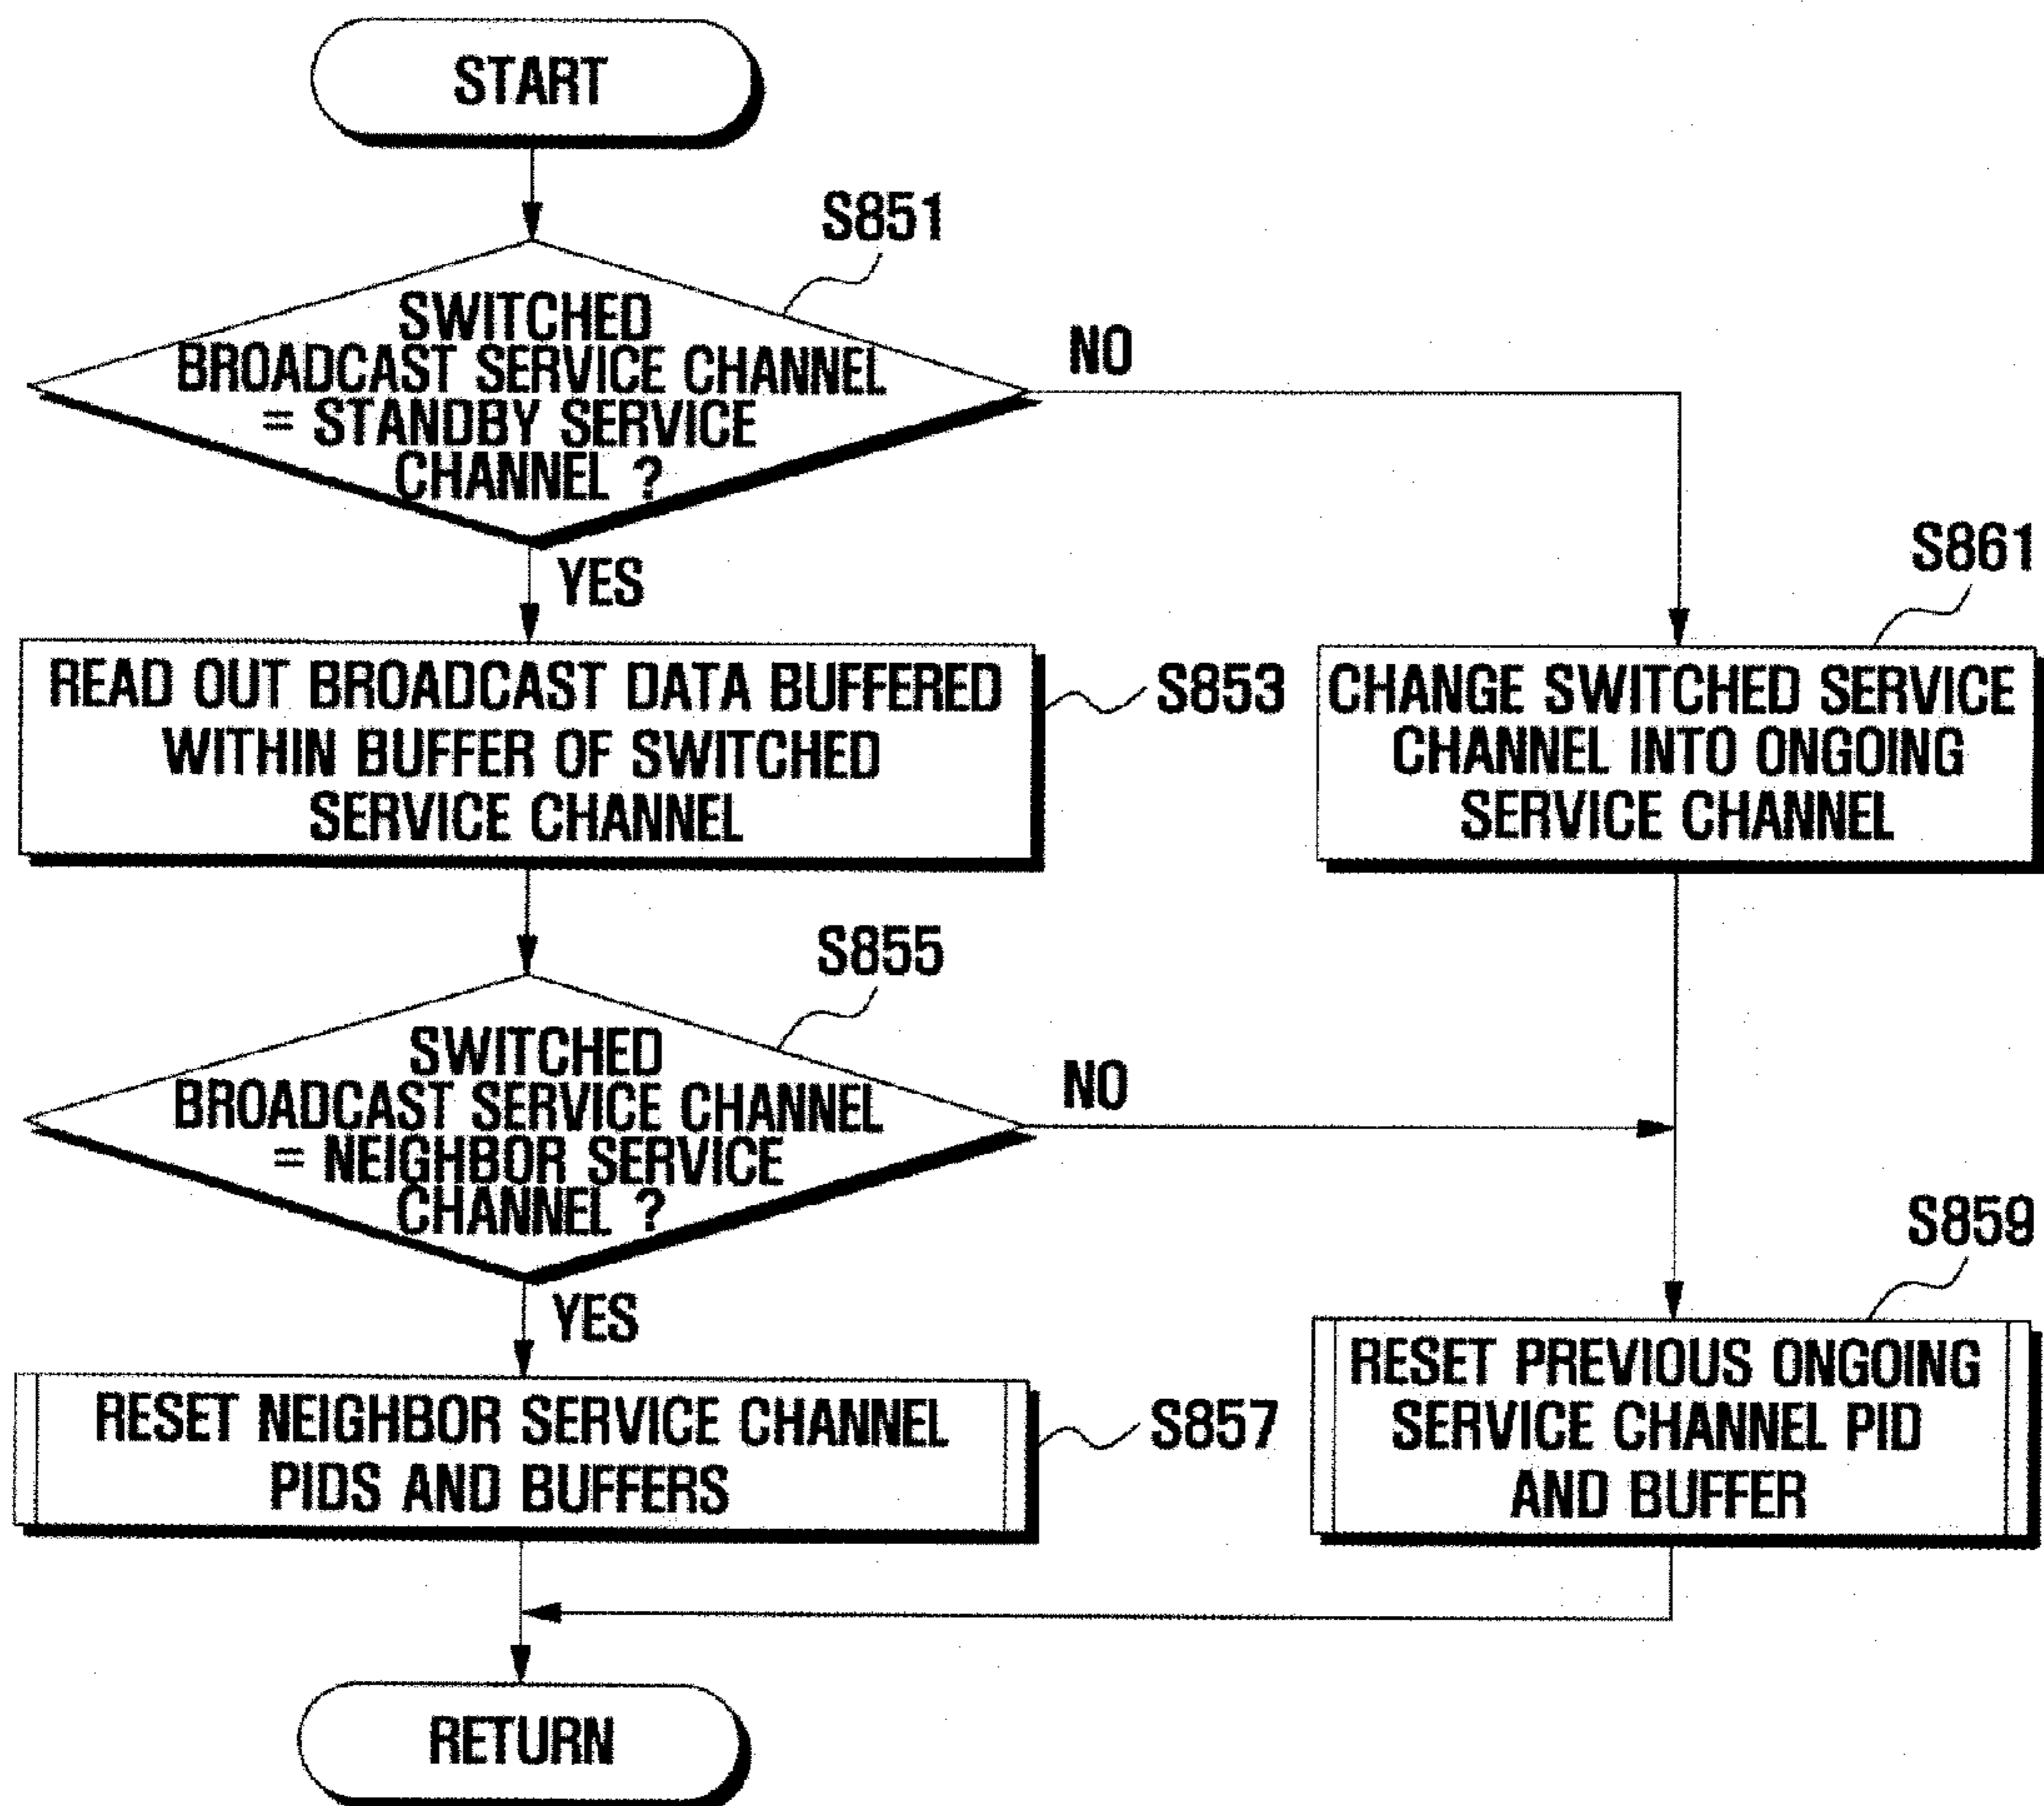 START
S851
SWITCHED
BROADCAST SERVICE CHANNEL
= STANDBY SERVICE
CHANNEL ?
NO
YES
S861
READ OUT BROADCAST DATA BUFFERED
WITHIN BUFFER OF SWITCHED
SERVICE CHANNEL
S853
CHANGE SWITCHED SERVICE
CHANNEL INTO ONGOING
SERVICE CHANNEL
S855
SWITCHED
BROADCAST SERVICE CHANNEL
= NEIGHBOR SERVICE
CHANNEL ?
NO
YES
S859
RESET NEIGHBOR SERVICE CHANNEL
PIDS AND BUFFERS
S857
RESET PREVIOUS ONGOING
SERVICE CHANNEL PID
AND BUFFER
RETURN